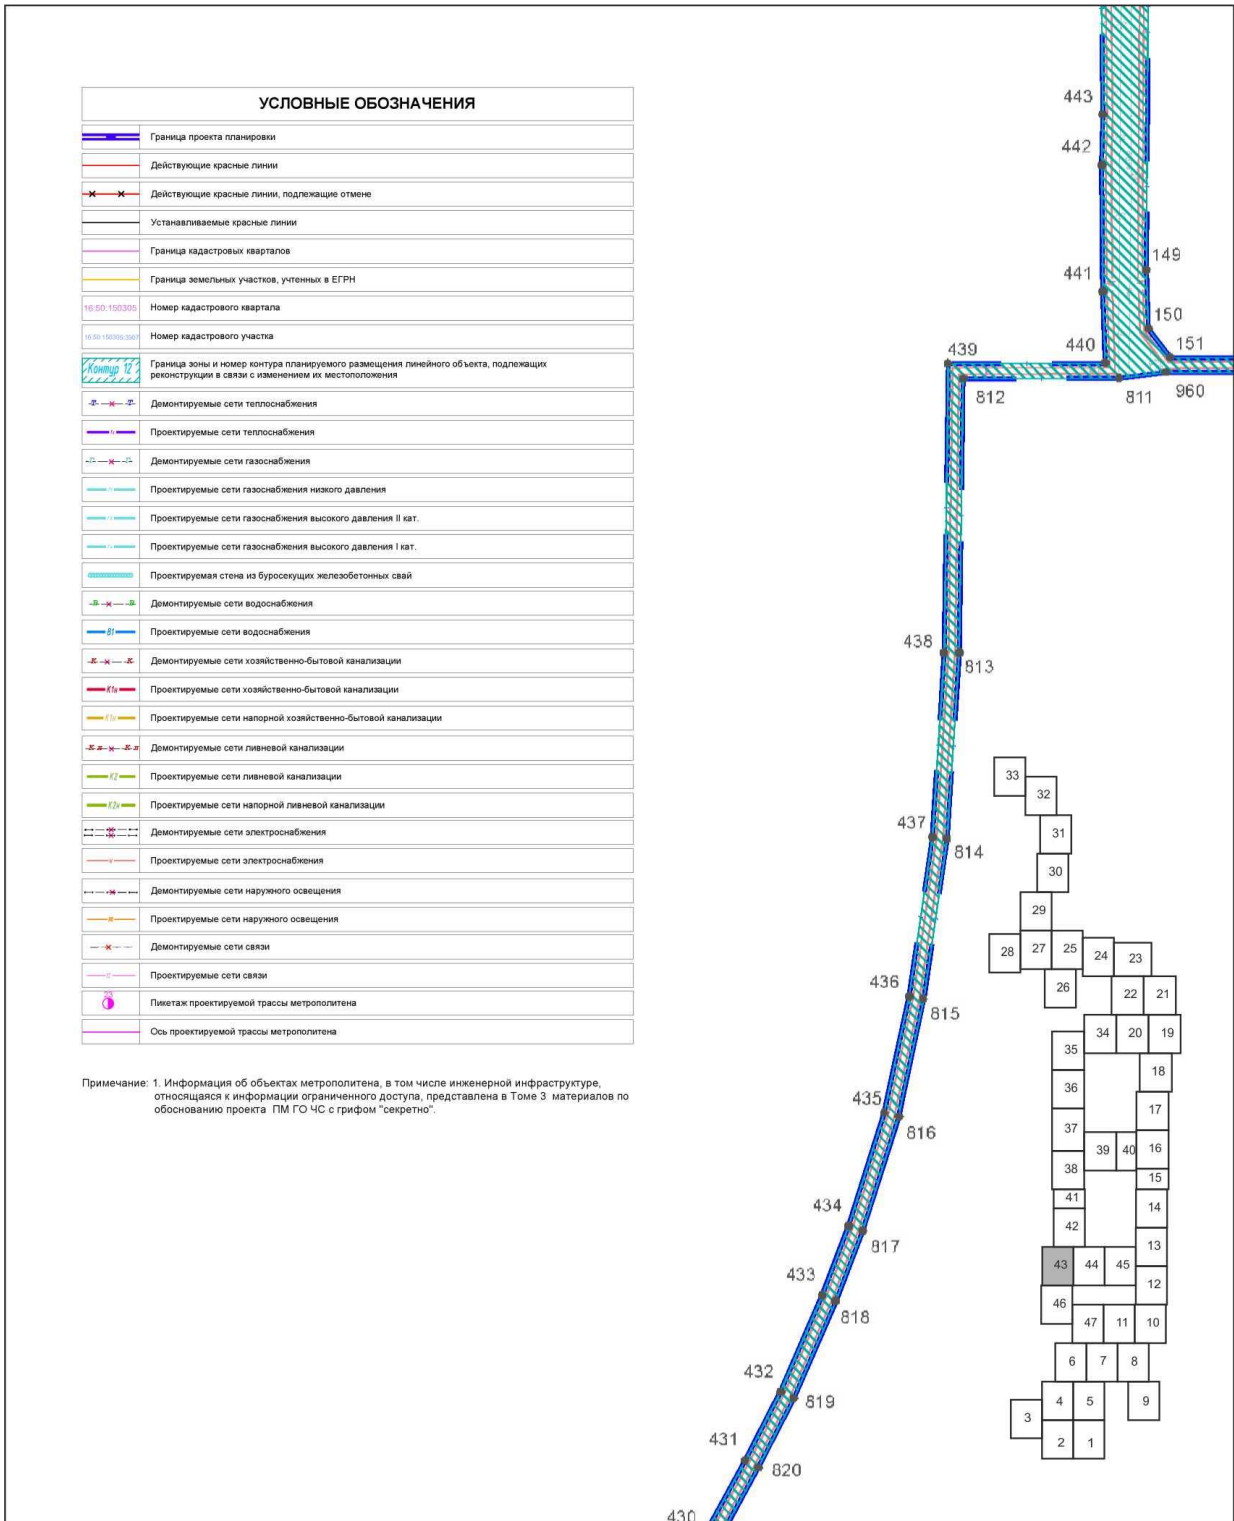 УСЛОВНЫЕ ОБОЗНАЧЕНИЯ
Граница проекта планировки
Действующие красные линии
Действующие красные линии, подлежащие отмене
Устанавливаемые красные линии
Граница кадастровых кварталов
Граница земельных участков, учтенных в ЕГРН
16:50:150305 Номер кадастрового квартала
Номер кадастрового участка
Контур 12 Граница зоны и номер контура планируемого размещения линейного объекта, подлежащих
реконструкции в связи с изменением их местоположения
Т Т Демонтируемые сети теплоснабжения
Проектируемые сети теплоснабжения
Г Г Демонтируемые сети газоснабжения
Проектируемые сети газоснабжения низкого давления
Проектируемые сети газоснабжения высокого давления II кат.
Проектируемые сети газоснабжения высокого давления I кат.
Проектируемая стена из буросекущих железобетонных свай
В В Демонтируемые сети водоснабжения
В1 Проектируемые сети водоснабжения
К К Демонтируемые сети хозяйственно-бытовой канализации
К1н Проектируемые сети хозяйственно-бытовой канализации
Проектируемые сети напорной хозяйственно-бытовой канализации
К л К л Демонтируемые сети ливневой канализации
К2 Проектируемые сети ливневой канализации
К2н Проектируемые сети напорной ливневой канализации
Демонтируемые сети электроснабжения
Проектируемые сети электроснабжения
Демонтируемые сети наружного освещения
Проектируемые сети наружного освещения
Демонтируемые сети связи
Проектируемые сети связи
23 Пикетаж проектируемой трассы метрополитена
Ось проектируемой трассы метрополитена
Примечание: 1. Информация об объектах метрополитена, в том числе инженерной инфраструктуре,
относящаяся к информации ограниченного доступа, представлена в Томе 3 материалов по
обоснованию проекта ПМ ГО ЧС с грифом "секретно".
443
442
149
441
150
439
440
151
812
811
960
438
813
437
814
436
815
435
816
434
817
433
818
432
819
431
820
430
33
32
31
30
29
28
27
25
24
23
26
22
21
34
20
19
35
18
36
17
37
39
40
16
38
15
41
14
42
13
43
44
45
12
46
47
11
10
6
7
8
4
5
9
3
2
1